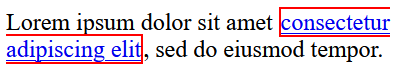 Lorem ipsum dolor sit amet consectetur
adipiscing elit, sed do eiusmod tempor.